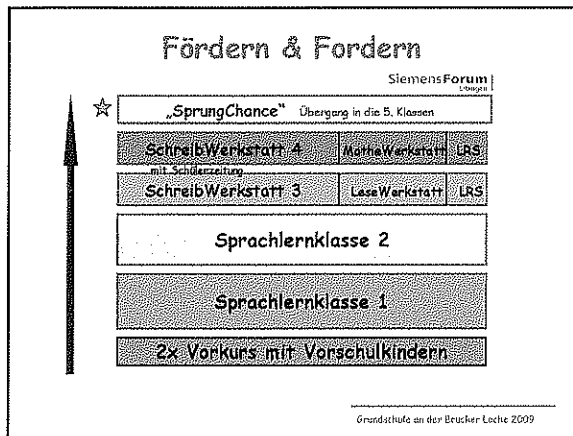 Fördern & Fordern
SiemensForum
Erlangen
„SprungChance“ Übergang in die 5. Klassen
SchreibWerkstatt 4 MatheWerkstatt LRS
mit Schülerzeitung
SchreibWerkstatt 3 LeseWerkstatt LRS
Sprachlernklasse 2
Sprachlernklasse 1
2x Vorkurs mit Vorschulkindern
Grundschule an der Brucker Lache 2009